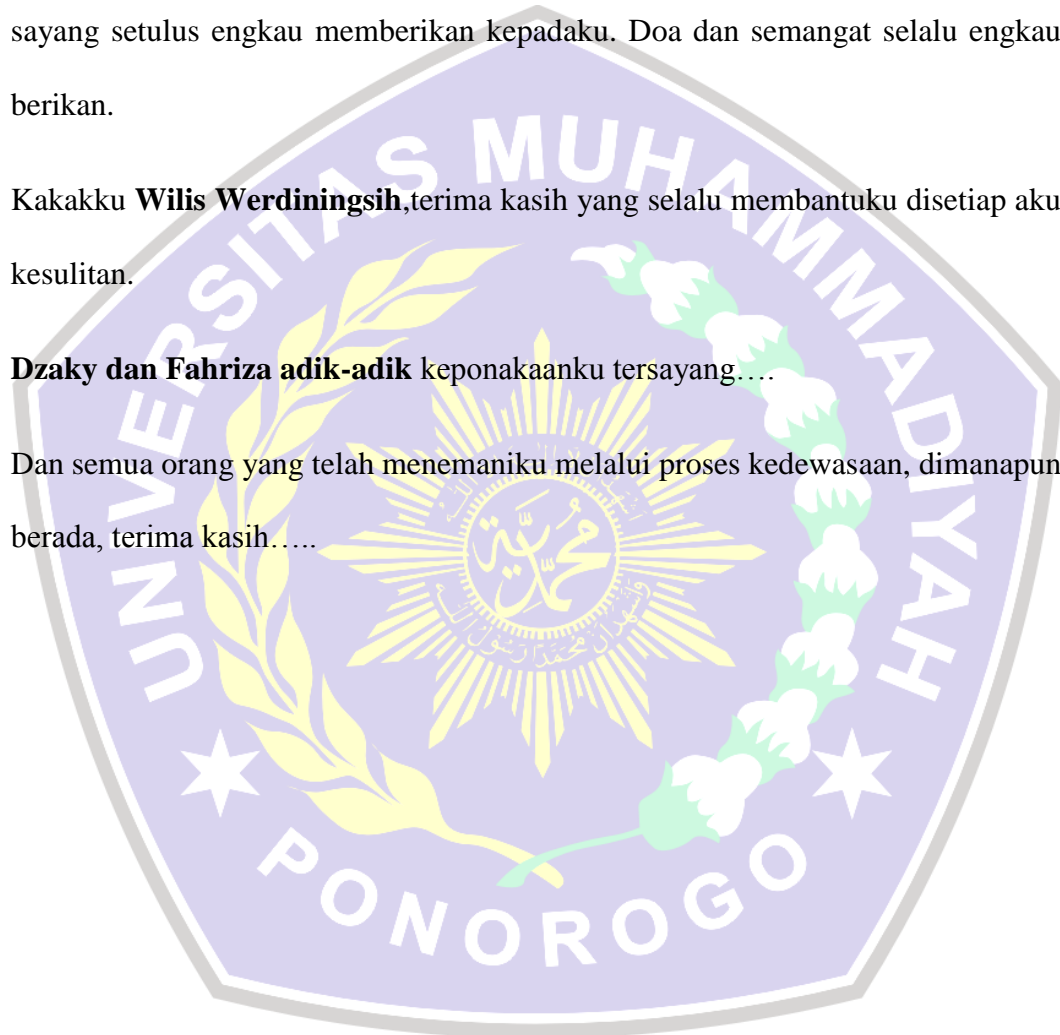 sayang setulus engkau memberikan kepadaku. Doa dan semangat selalu engkau
berikan.
Kakakku Wilis Werdiningsih,terima kasih yang selalu membantuku disetiap aku
kesulitan.
Dzaky dan Fahriza adik-adik keponakaanku tersayang….
Dan semua orang yang telah menemaniku melalui proses kedewasaan, dimanapun
berada, terima kasih…..
UNIVERSITAS MUHAMMADIYAH
PONOROGO
محمدية